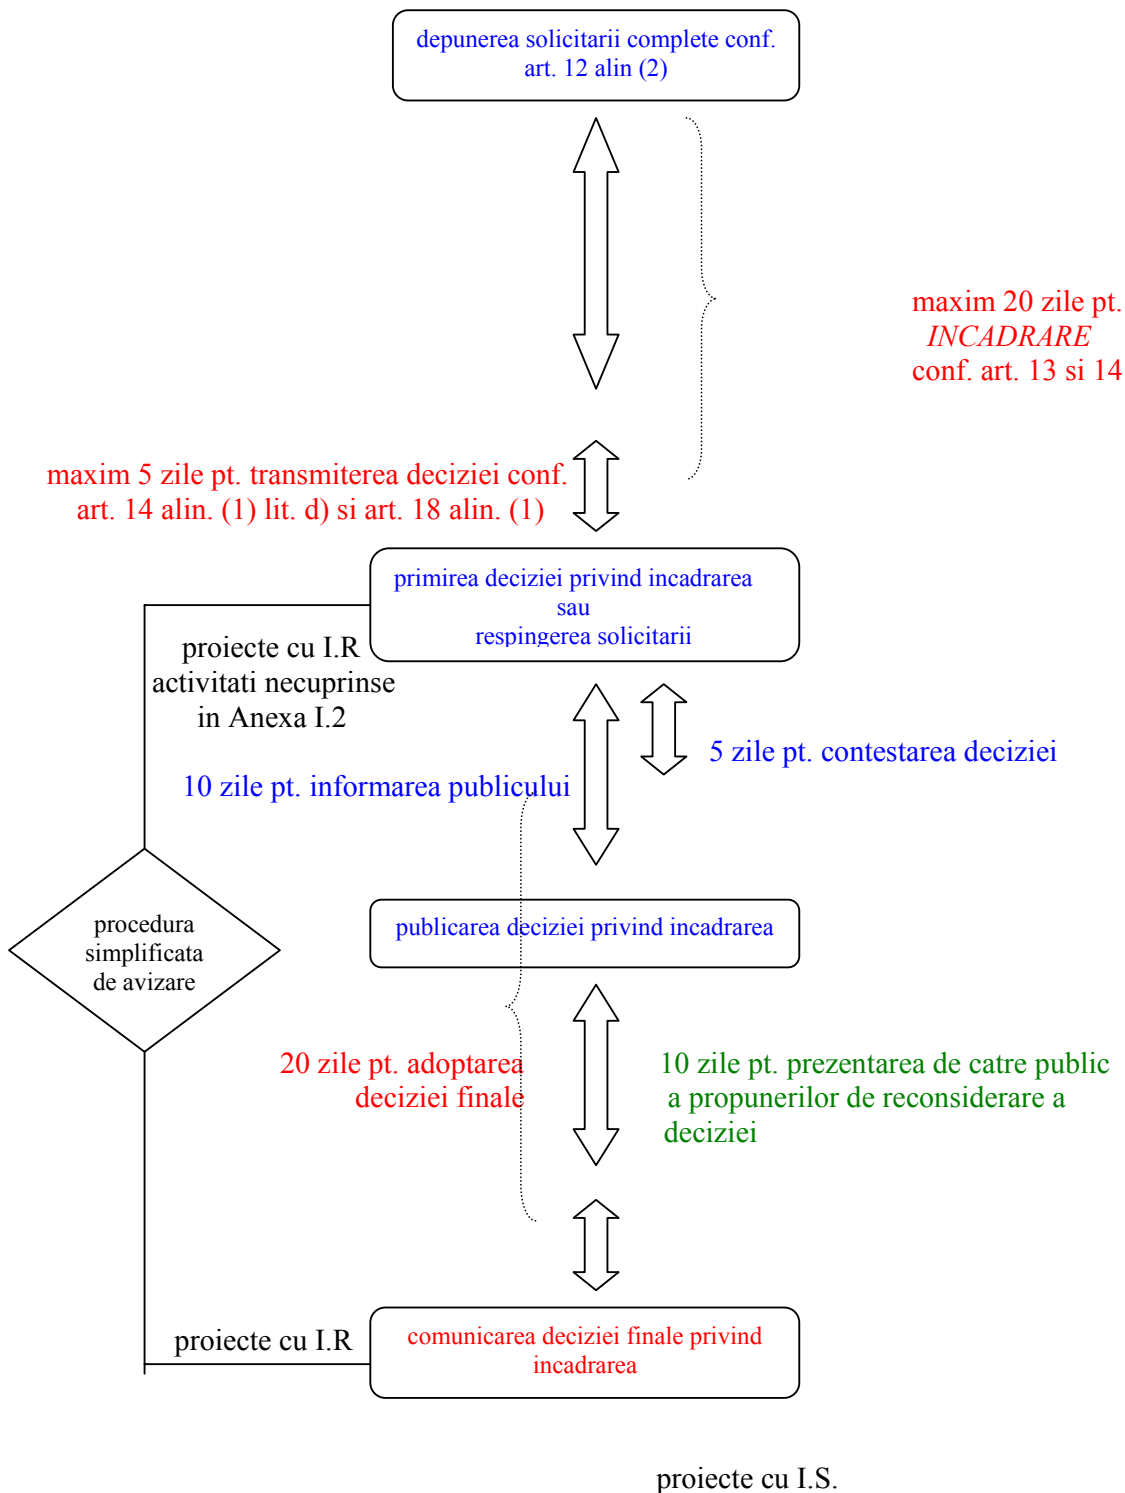 depunerea solicitarii complete conf.
art. 12 alin (2)
maxim 20 zile pt.
INCADRARE
conf. art. 13 si 14
maxim 5 zile pt. transmiterea deciziei conf.
art. 14 alin. (1) lit. d) si art. 18 alin. (1)
primirea deciziei privind incadrarea
sau
respingerea solicitarii
proiecte cu I.R
activitati necuprinse
in Anexa I.2
5 zile pt. contestarea deciziei
10 zile pt. informarea publicului
procedura
simplificata
de avizare
publicarea deciziei privind incadrarea
20 zile pt. adoptarea
deciziei finale
10 zile pt. prezentarea de catre public
a propunerilor de reconsiderare a
deciziei
proiecte cu I.R
comunicarea deciziei finale privind
incadrarea
proiecte cu I.S.